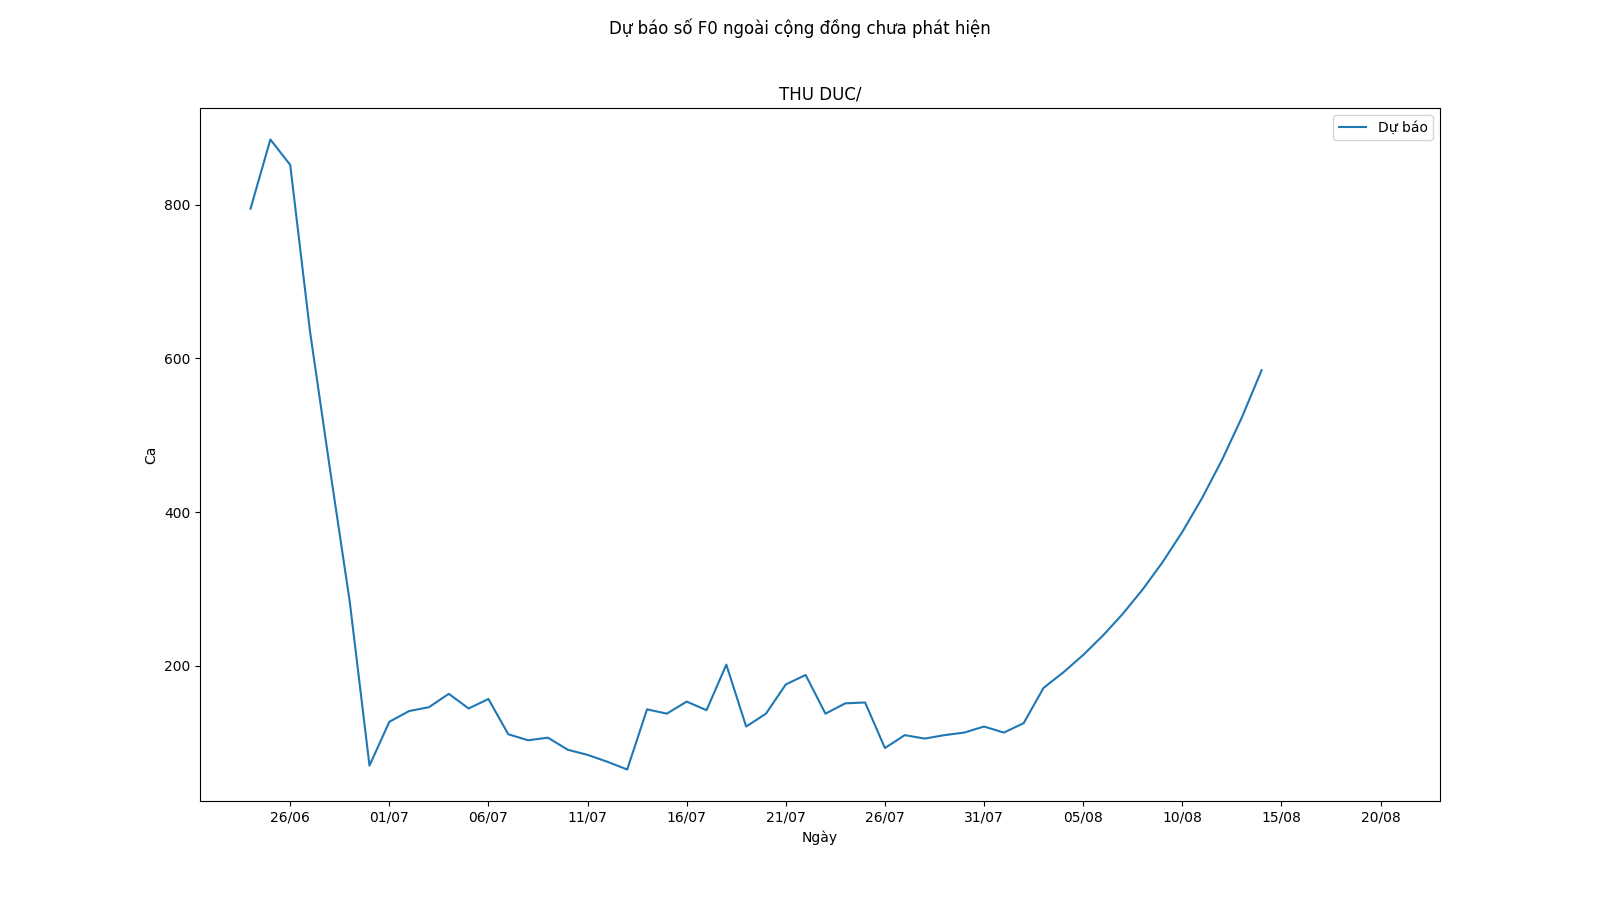 Dự báo số F0 ngoài cộng đồng chưa phát hiện
THU DUC/
Dự báo
800
600
400
200
Ca
26/06 01/07 06/07 11/07 16/07 21/07 26/07 31/07 05/08 10/08 15/08 20/08
Ngày